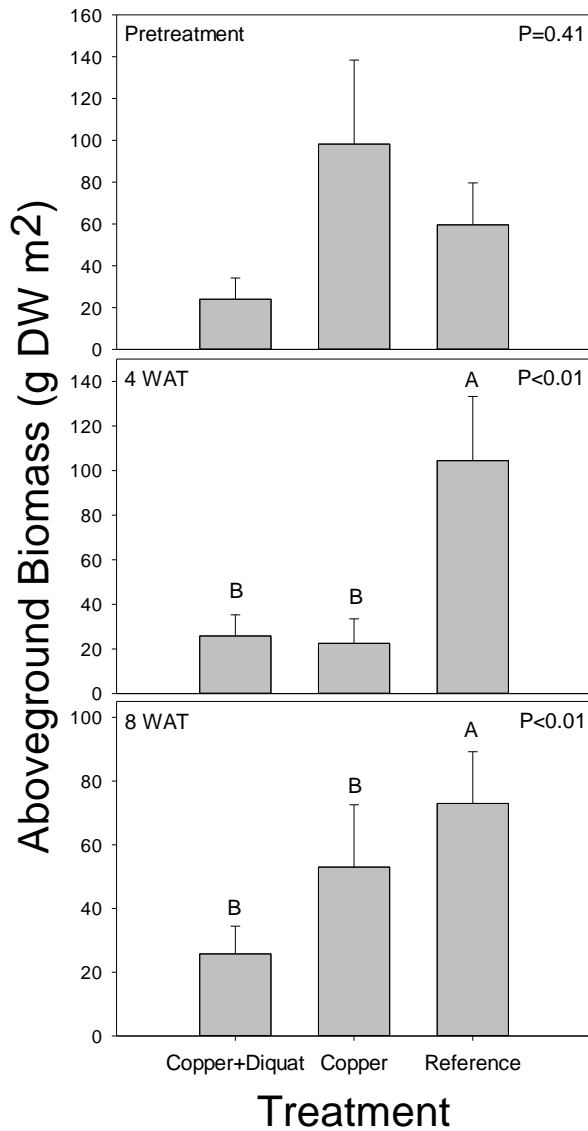 Aboveground Biomass (g DW m2)
Pretreatment P=0.41
160
140
120
100
80
60
40
20
0
4 WAT P<0.01
A
140
120
100
80
60
40
20
0
B B
8 WAT P<0.01
A
100
80
60
40
20
0
B
B
Copper+Diquat Copper Reference
Treatment